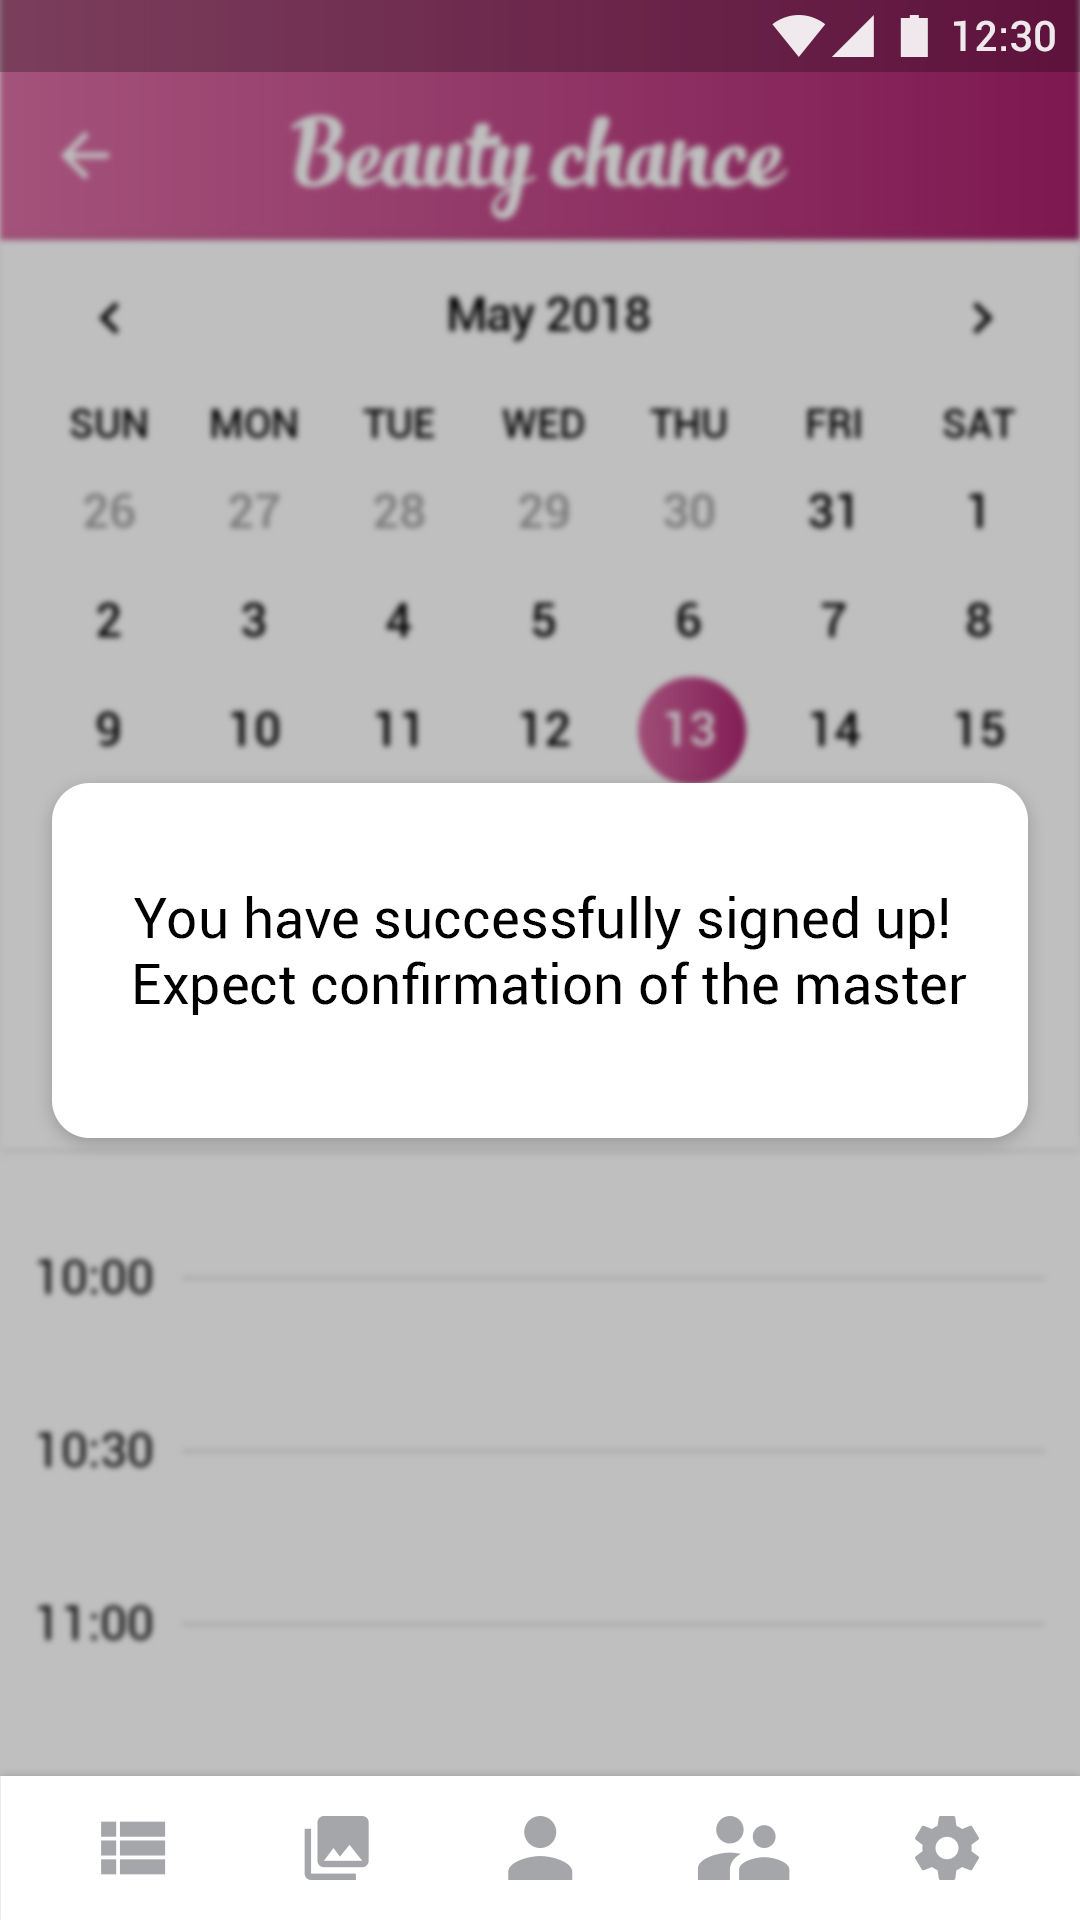 12:30
Beauty chance
May 2018
SUN MON TUE WED THU FRI SAT
26 27 28 29 30 31 1
2 3 4 5 6 7 8
9 10 11 12 13 14 15
You have successfully signed up!
Expect confirmation of the master
10:00
10:30
11:00